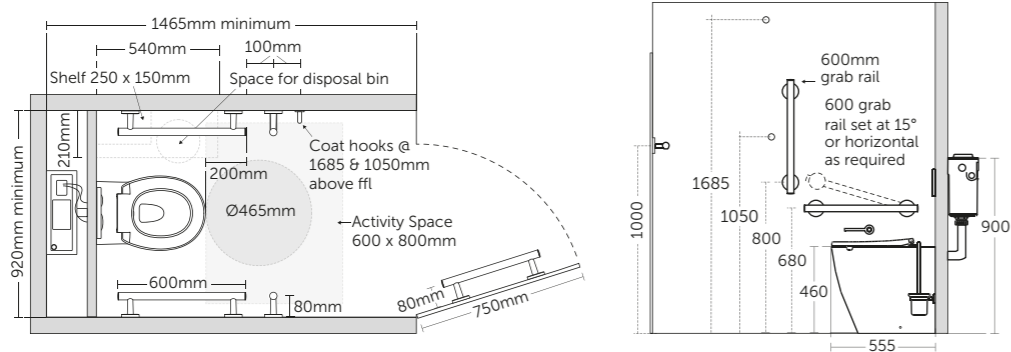 1465mm minimum
540mm
100mm
Shelf 250 x 150mm
Space for disposal bin
210mm
920mm minimum
200mm
Coat hooks @
1685 & 1050mm
above ffl
Ø465mm
Activity Space
600 x 800mm
600mm
80mm
80mm
750mm
600mm
grab rail
600 grab
rail set at 15°
or horizontal
as required
1000
1685
1050
800
680
460
900
555